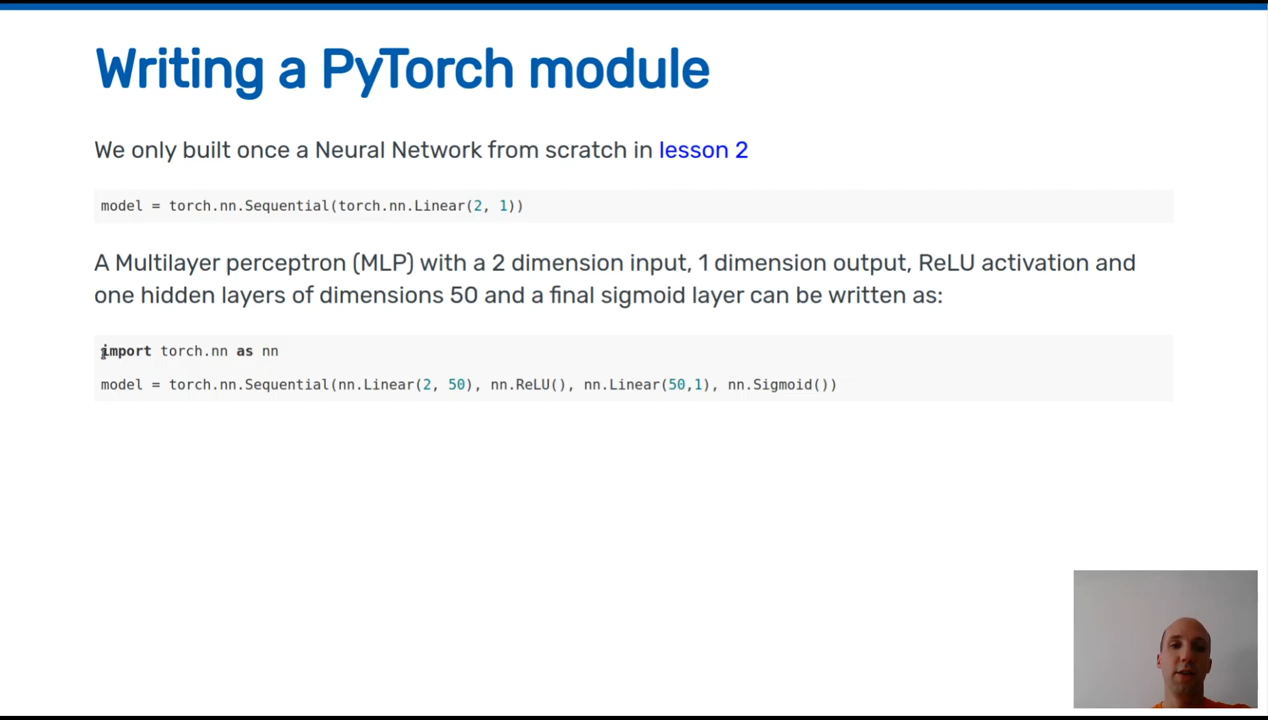 Writing a PyTorch module
We only built once a Neural Network from scratch in lesson 2
model = torch.nn.Sequential(torch.nn.Linear(2, 1))
A Multilayer perceptron (MLP) with a 2 dimension input, 1 dimension output, ReLU activation and
one hidden layers of dimensions 50 and a final sigmoid layer can be written as:
import torch.nn as nn
model = torch.nn.Sequential(nn.Linear(2, 50), nn.ReLU(), nn.Linear(50,1), nn.Sigmoid())